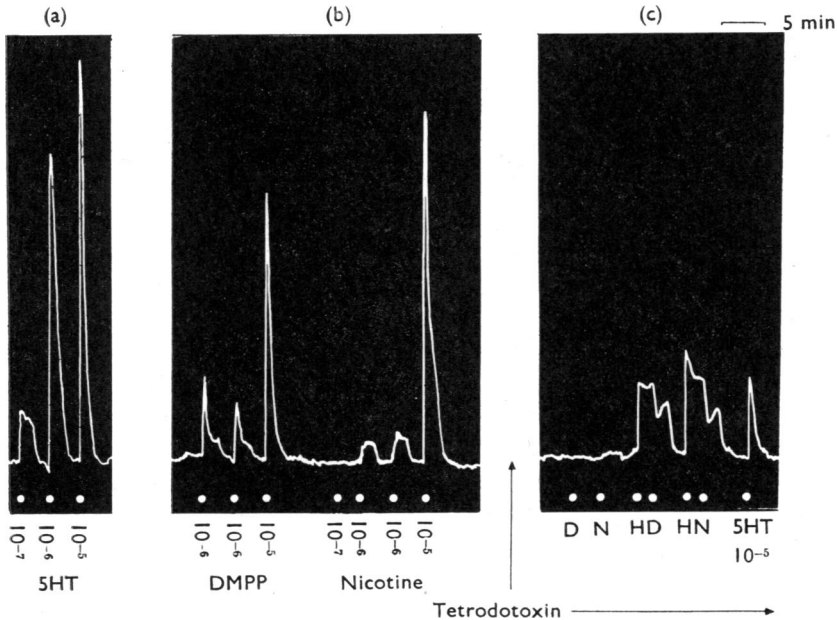 (a) (b) (c) 5 min
10⁻⁷ 10⁻⁶ 10⁻⁵ 10⁻⁶ 10⁻⁶ 10⁻⁵ 10⁻⁷ 10⁻⁶ 10⁻⁶ 10⁻⁵ D N HD HN 5HT
10⁻⁵
5HT DMPP Nicotine
Tetrodotoxin